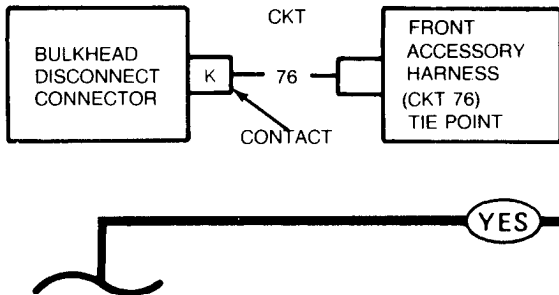 CKT
BULKHEAD
DISCONNECT
CONNECTOR
K
76
CONTACT
FRONT
ACCESSORY
HARNESS
(CKT 76)
TIE POINT
YES